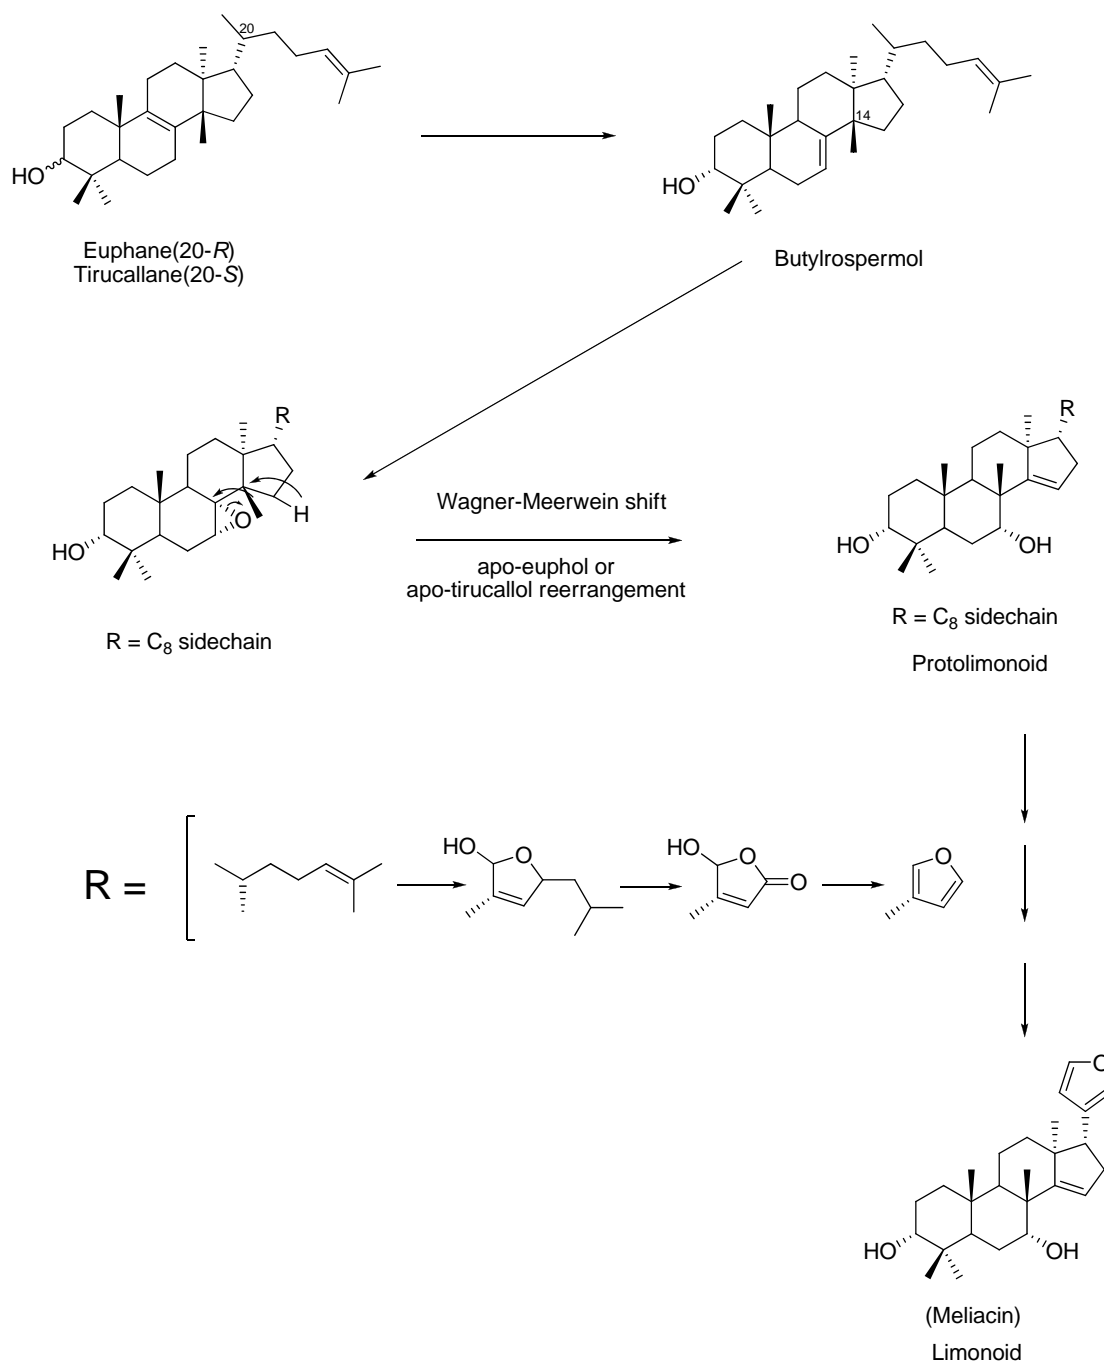 20
HO
Euphane(20-R)
Tirucallane(20-S)
14
HO
Butylrospermol
R
O
H
HO
R = C8 sidechain
Wagner-Meerwein shift
apo-euphol or
apo-tirucallol reerrangement
R
HO
OH
R = C8 sidechain
Protolimonoid
R =
HO
O
HO
O
O
O
O
HO
OH
(Meliacin)
Limonoid